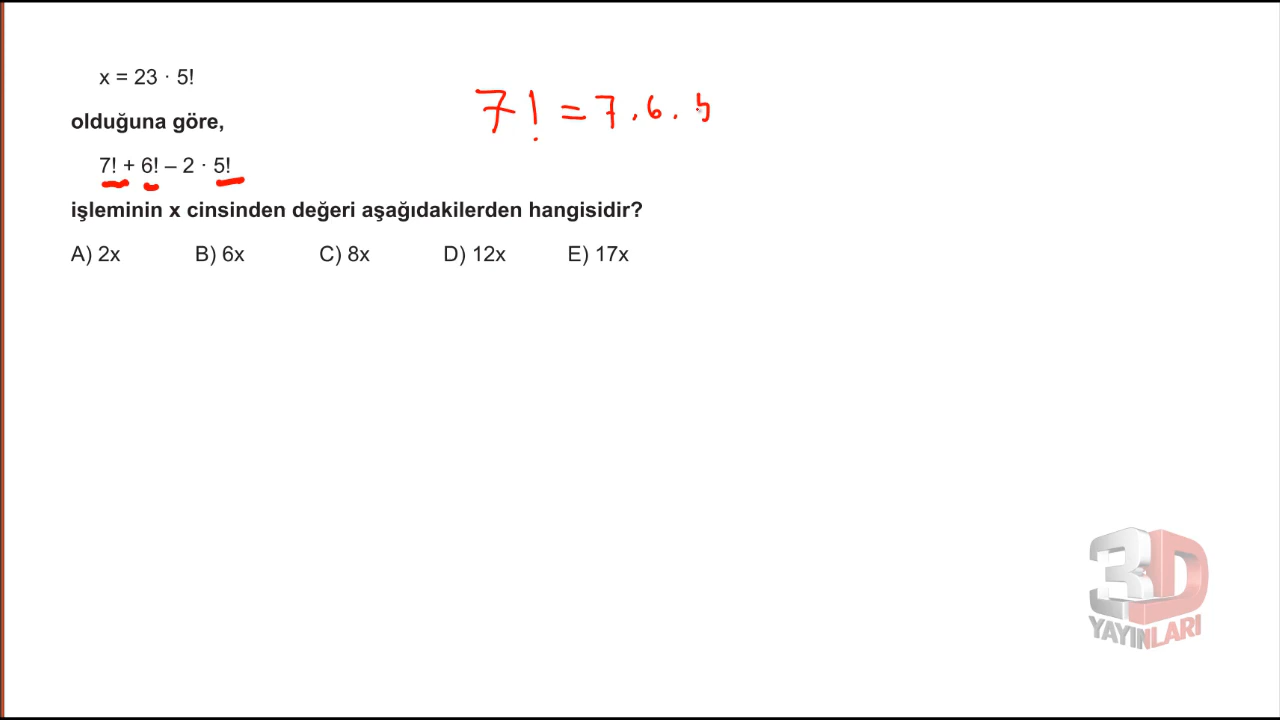 x = 23 · 5!
olduğuna göre,
7! + 6! – 2 · 5!
işleminin x cinsinden değeri aşağıdakilerden hangisidir?
A) 2x B) 6x C) 8x D) 12x E) 17x
7! = 7 . 6 . 5
3D
YAYINLARI